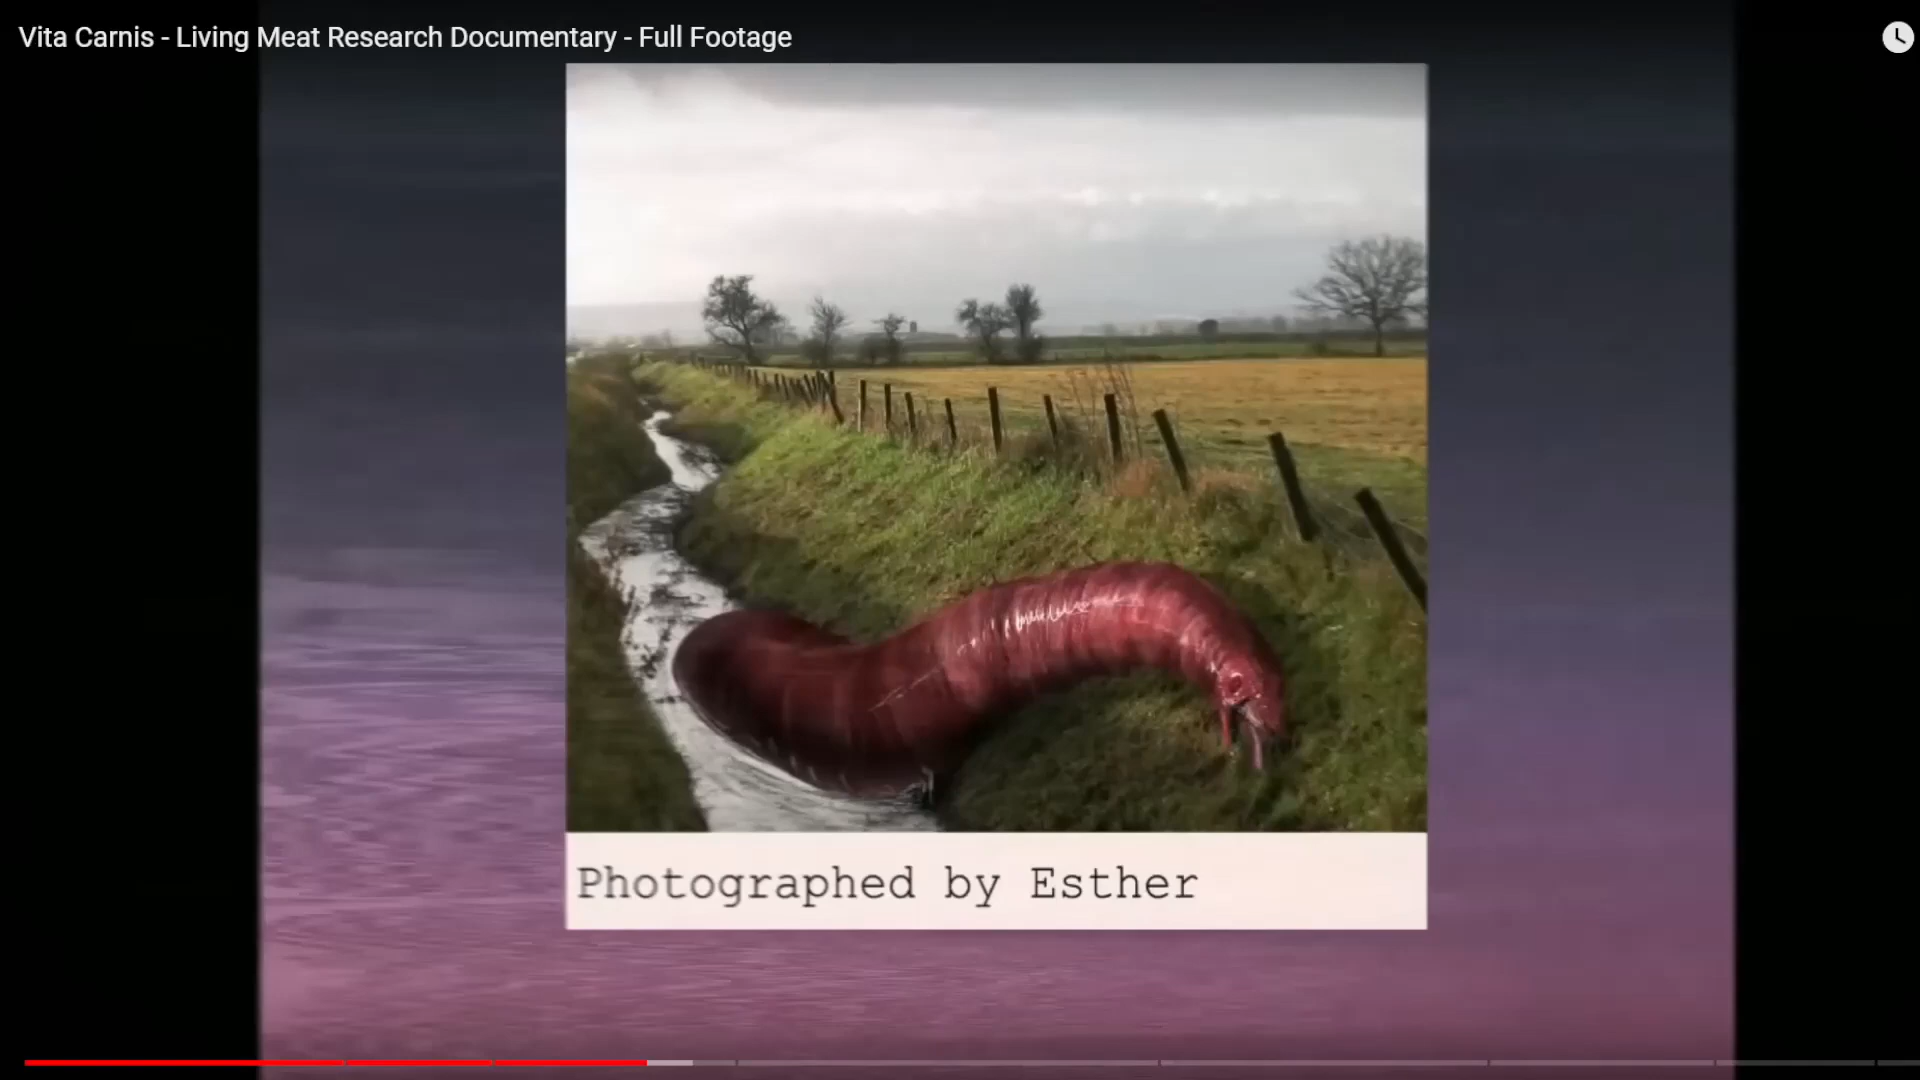 Vita Carnis - Living Meat Research Documentary - Full Footage
Photographed by Esther